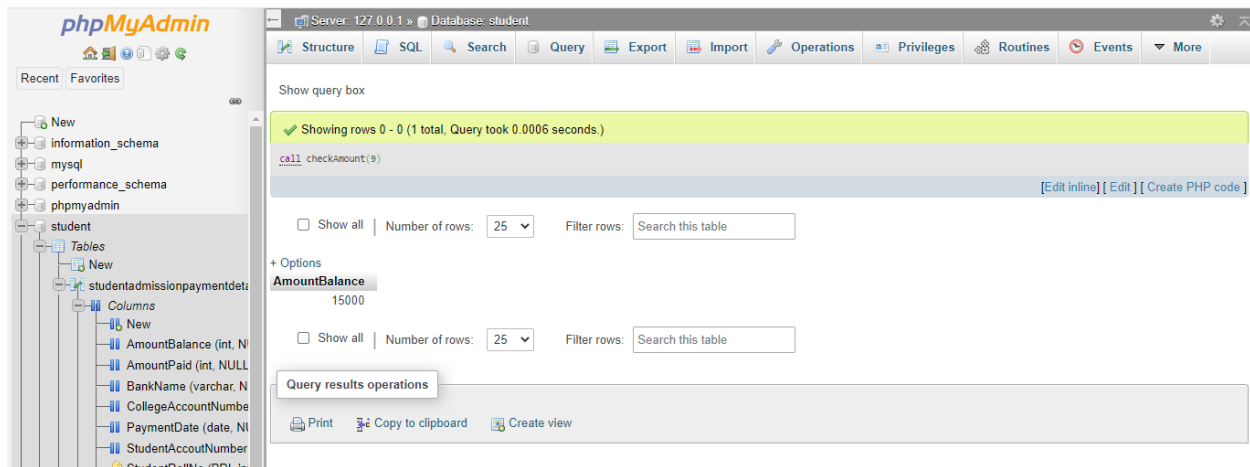 phpMyAdmin
Recent Favorites
New
information_schema
mysql
performance_schema
phpmyadmin
student
Tables
New
studentadmissionpaymentdeta
Columns
New
AmountBalance (int, NU
AmountPaid (int, NULL
BankName (varchar, N
CollegeAccountNumbe
PaymentDate (date, NU
StudentAccoutNumber
Server: 127.0.0.1 » Database: student
Structure SQL Search Query Export Import Operations Privileges Routines Events More
Show query box
Showing rows 0 - 0 (1 total, Query took 0.0006 seconds.)
call checkAmount(9)
[Edit inline] [ Edit ] [ Create PHP code ]
Show all | Number of rows: 25 Filter rows: Search this table
+ Options
AmountBalance
15000
Show all | Number of rows: 25 Filter rows: Search this table
Query results operations
Print Copy to clipboard Create view